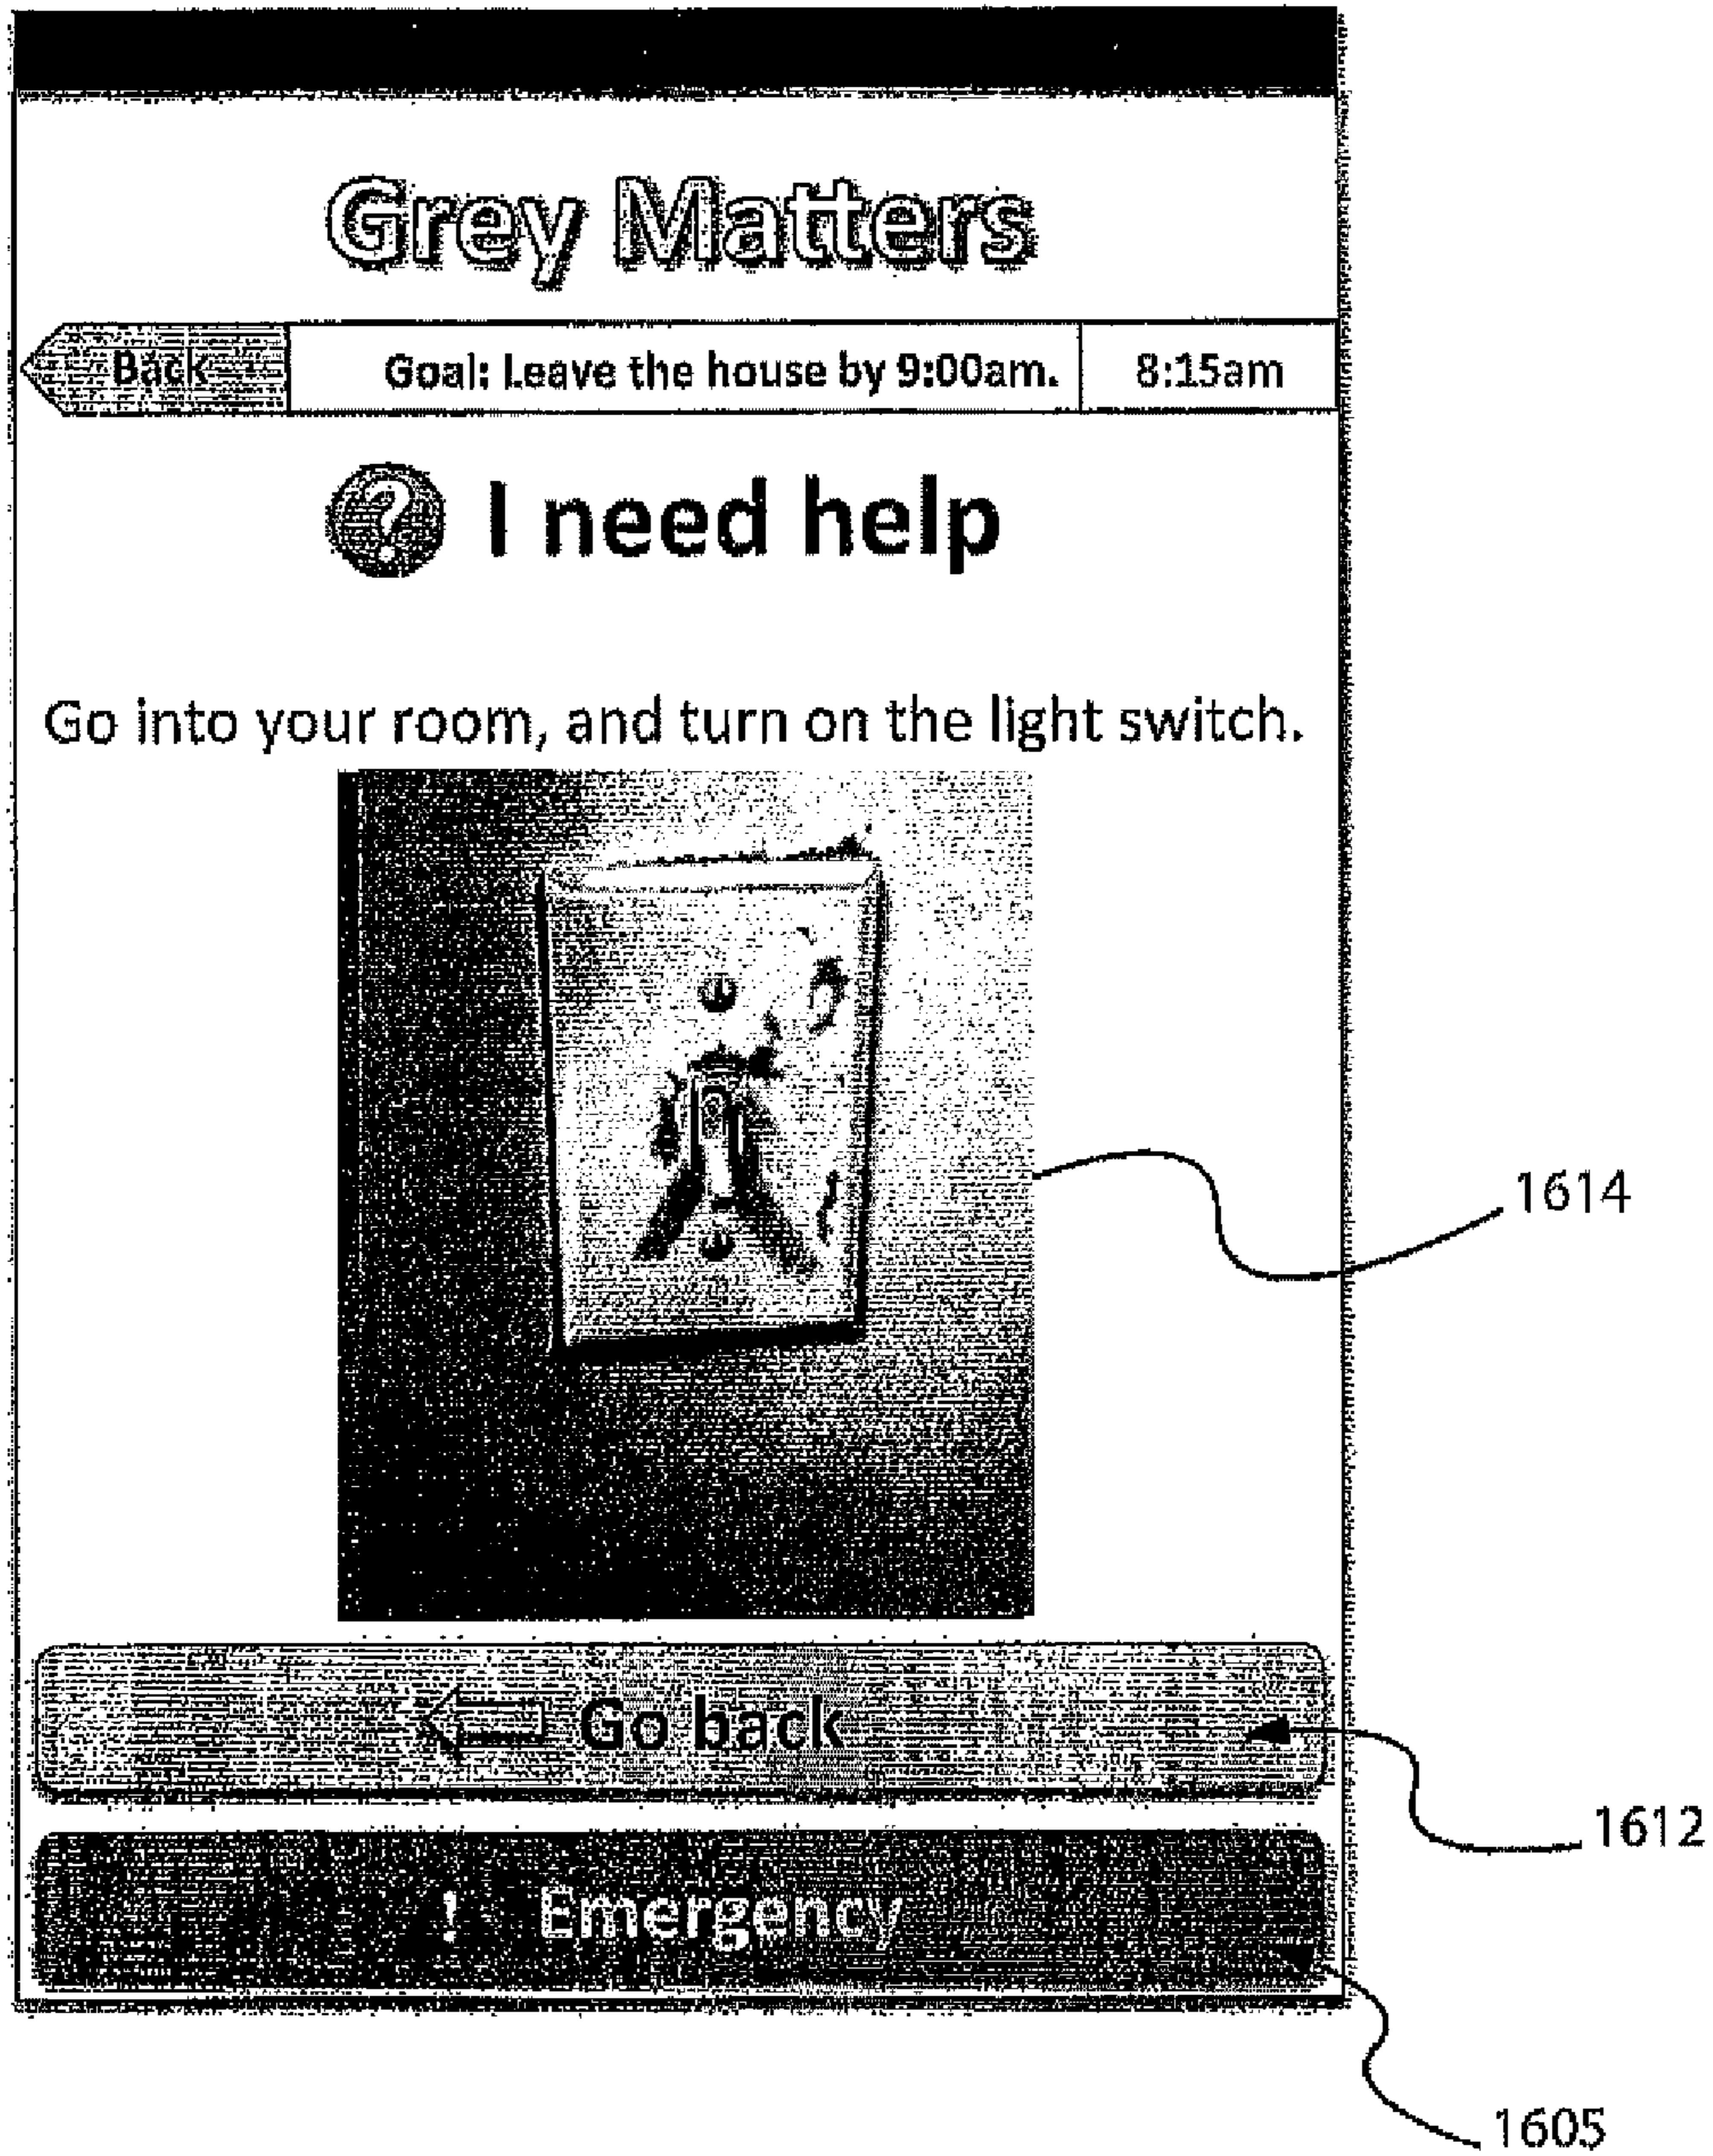 Grey Matters
Back Goal: Leave the house by 9:00am. 8:15am
? I need help
Go into your room, and turn on the light switch.
1614
Go back
1612
! Emergency
1605